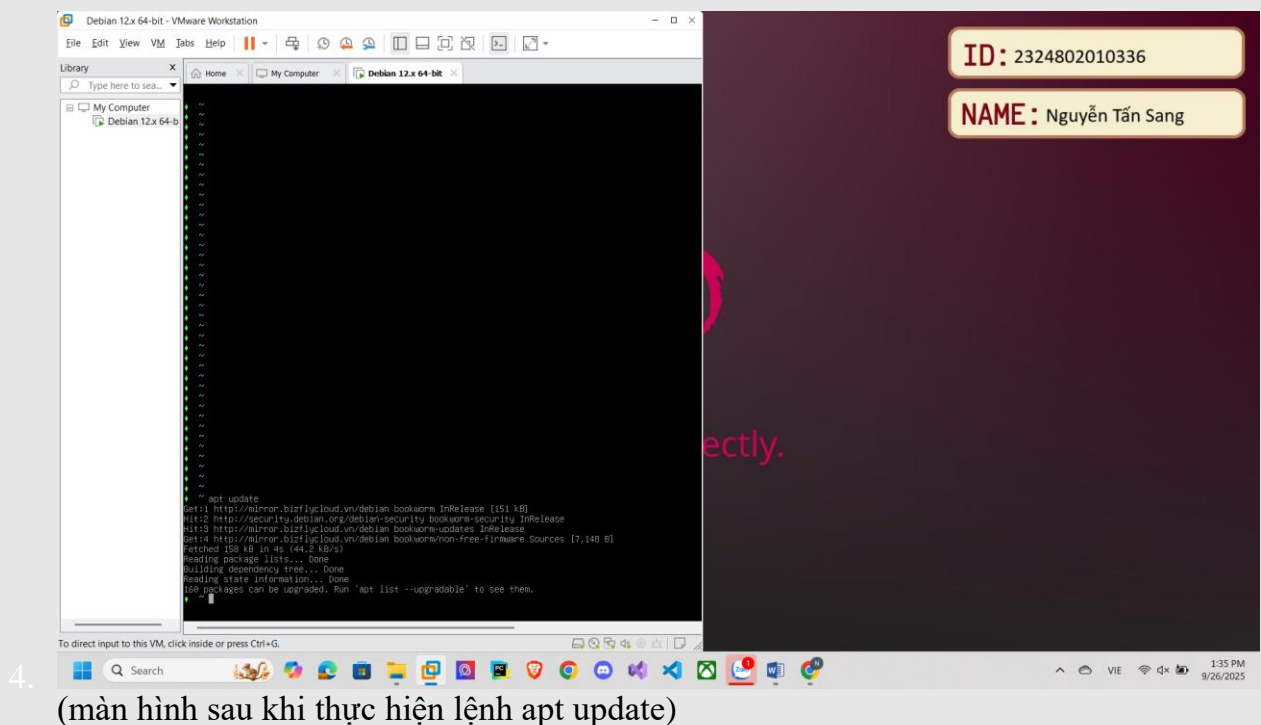 Debian 12.x 64-bit - VMware Workstation
File Edit View VM Tabs Help
Library
Type here to sea...
Home
My Computer
Debian 12.x 64-bit
My Computer
Debian 12.x 64-b
~ apt update
Get:1 http://mirror.bizflycloud.vn/debian bookworm InRelease [151 kB]
Hit:2 http://security.debian.org/debian-security bookworm-security InRelease
Hit:3 http://mirror.bizflycloud.vn/debian bookworm-updates InRelease
Get:4 http://mirror.bizflycloud.vn/debian bookworm/non-free-firmware Sources [7,148 B]
Fetched 158 kB in 4s (44.2 kB/s)
Reading package lists... Done
Building dependency tree... Done
Reading state information... Done
160 packages can be upgraded. Run 'apt list --upgradable' to see them.
~
To direct input to this VM, click inside or press Ctrl+G.
ID: 2324802010336
NAME: Nguyễn Tấn Sang
ectly.
Search
VIE
1:35 PM
9/26/2025
4.
(màn hình sau khi thực hiện lệnh apt update)